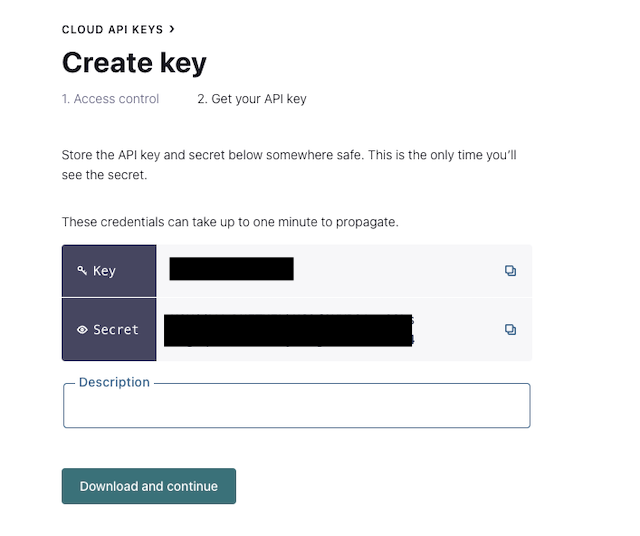 CLOUD API KEYS
Create key
1. Access control 2. Get your API key
Store the API key and secret below somewhere safe. This is the only time you'll
see the secret.
These credentials can take up to one minute to propagate.
Key
Secret
Description
Download and continue